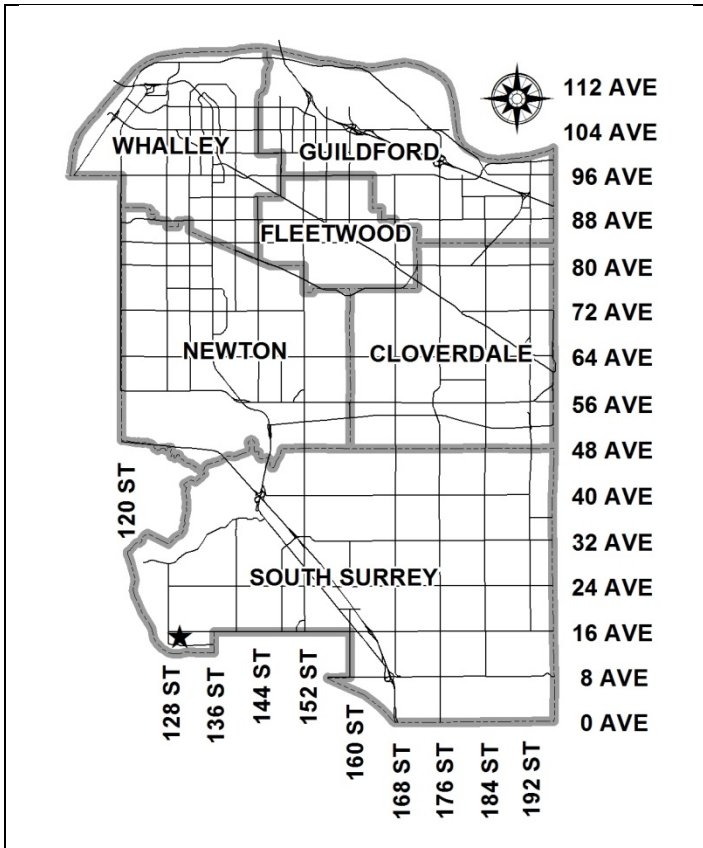 112 AVE
104 AVE
WHALLEY
GUILDFORD
96 AVE
88 AVE
FLEETWOOD
80 AVE
72 AVE
NEWTON
CLOVERDALE
64 AVE
56 AVE
48 AVE
120 ST
40 AVE
32 AVE
SOUTH SURREY
24 AVE
16 AVE
128 ST
136 ST
144 ST
152 ST
160 ST
8 AVE
0 AVE
168 ST
176 ST
184 ST
192 ST